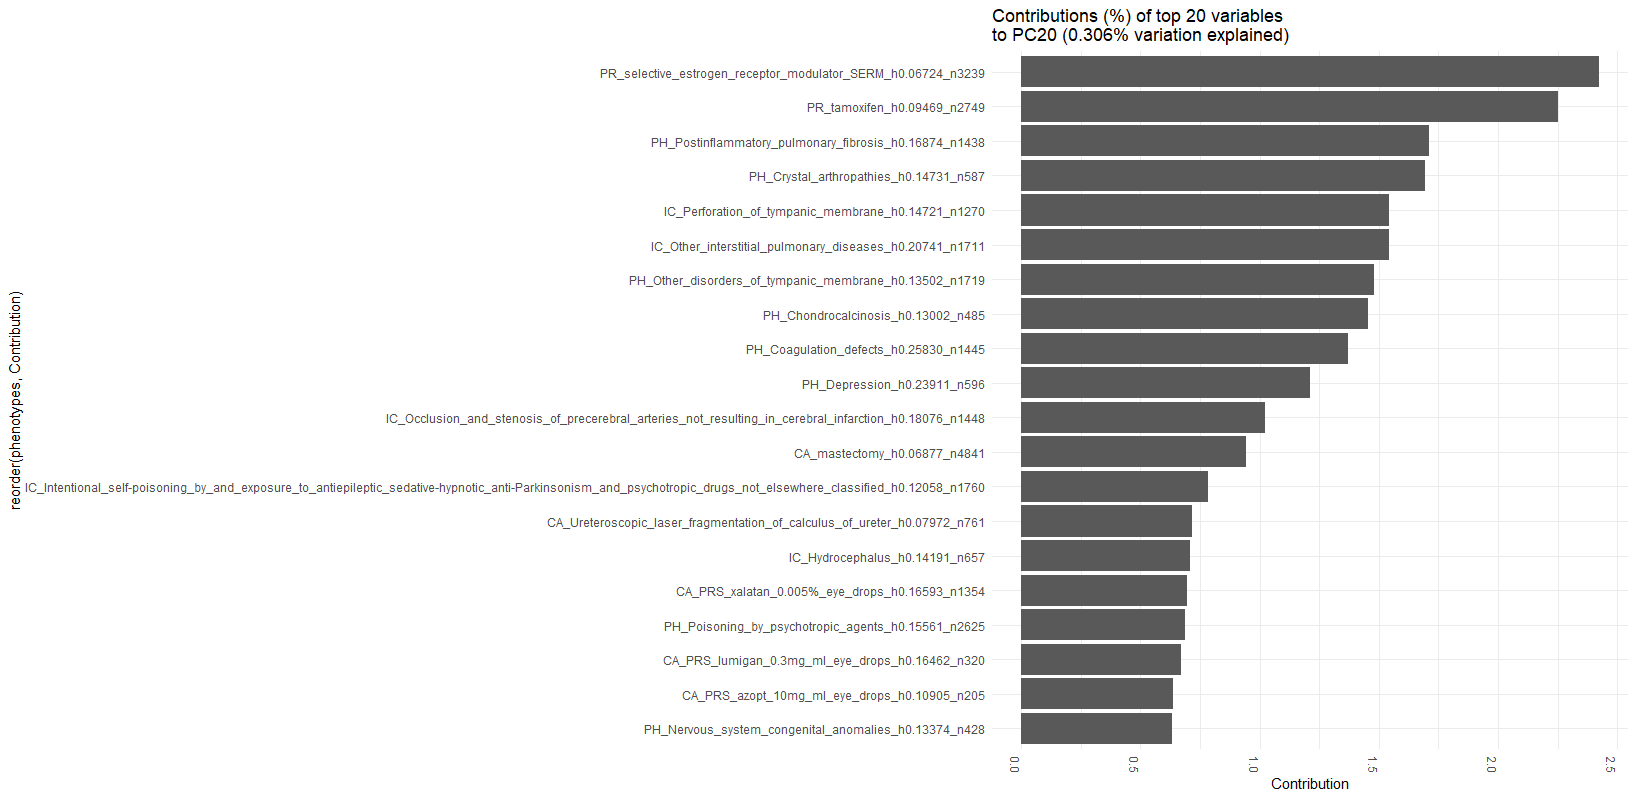 Contributions (%) of top 20 variables
to PC20 (0.306% variation explained)
reorder(phenotypes, Contribution)
PR_selective_estrogen_receptor_modulator_SERM_h0.06724_n3239
PR_tamoxifen_h0.09469_n2749
PH_Postinflammatory_pulmonary_fibrosis_h0.16874_n1438
PH_Crystal_arthropathies_h0.14731_n587
IC_Perforation_of_tympanic_membrane_h0.14721_n1270
IC_Other_interstitial_pulmonary_diseases_h0.20741_n1711
PH_Other_disorders_of_tympanic_membrane_h0.13502_n1719
PH_Chondrocalcinosis_h0.13002_n485
PH_Coagulation_defects_h0.25830_n1445
PH_Depression_h0.23911_n596
IC_Occlusion_and_stenosis_of_precerebral_arteries_not_resulting_in_cerebral_infarction_h0.18076_n1448
CA_mastectomy_h0.06877_n4841
IC_Intentional_self-poisoning_by_and_exposure_to_antiepileptic_sedative-hypnotic_anti-Parkinsonism_and_psychotropic_drugs_not_elsewhere_classified_h0.12058_n1760
CA_Ureteroscopic_laser_fragmentation_of_calculus_of_ureter_h0.07972_n761
IC_Hydrocephalus_h0.14191_n657
CA_PRS_xalatan_0.005%_eye_drops_h0.16593_n1354
PH_Poisoning_by_psychotropic_agents_h0.15561_n2625
CA_PRS_lumigan_0.3mg_ml_eye_drops_h0.16462_n320
CA_PRS_azopt_10mg_ml_eye_drops_h0.10905_n205
PH_Nervous_system_congenital_anomalies_h0.13374_n428
0.0
0.5
1.0
1.5
2.0
2.5
Contribution